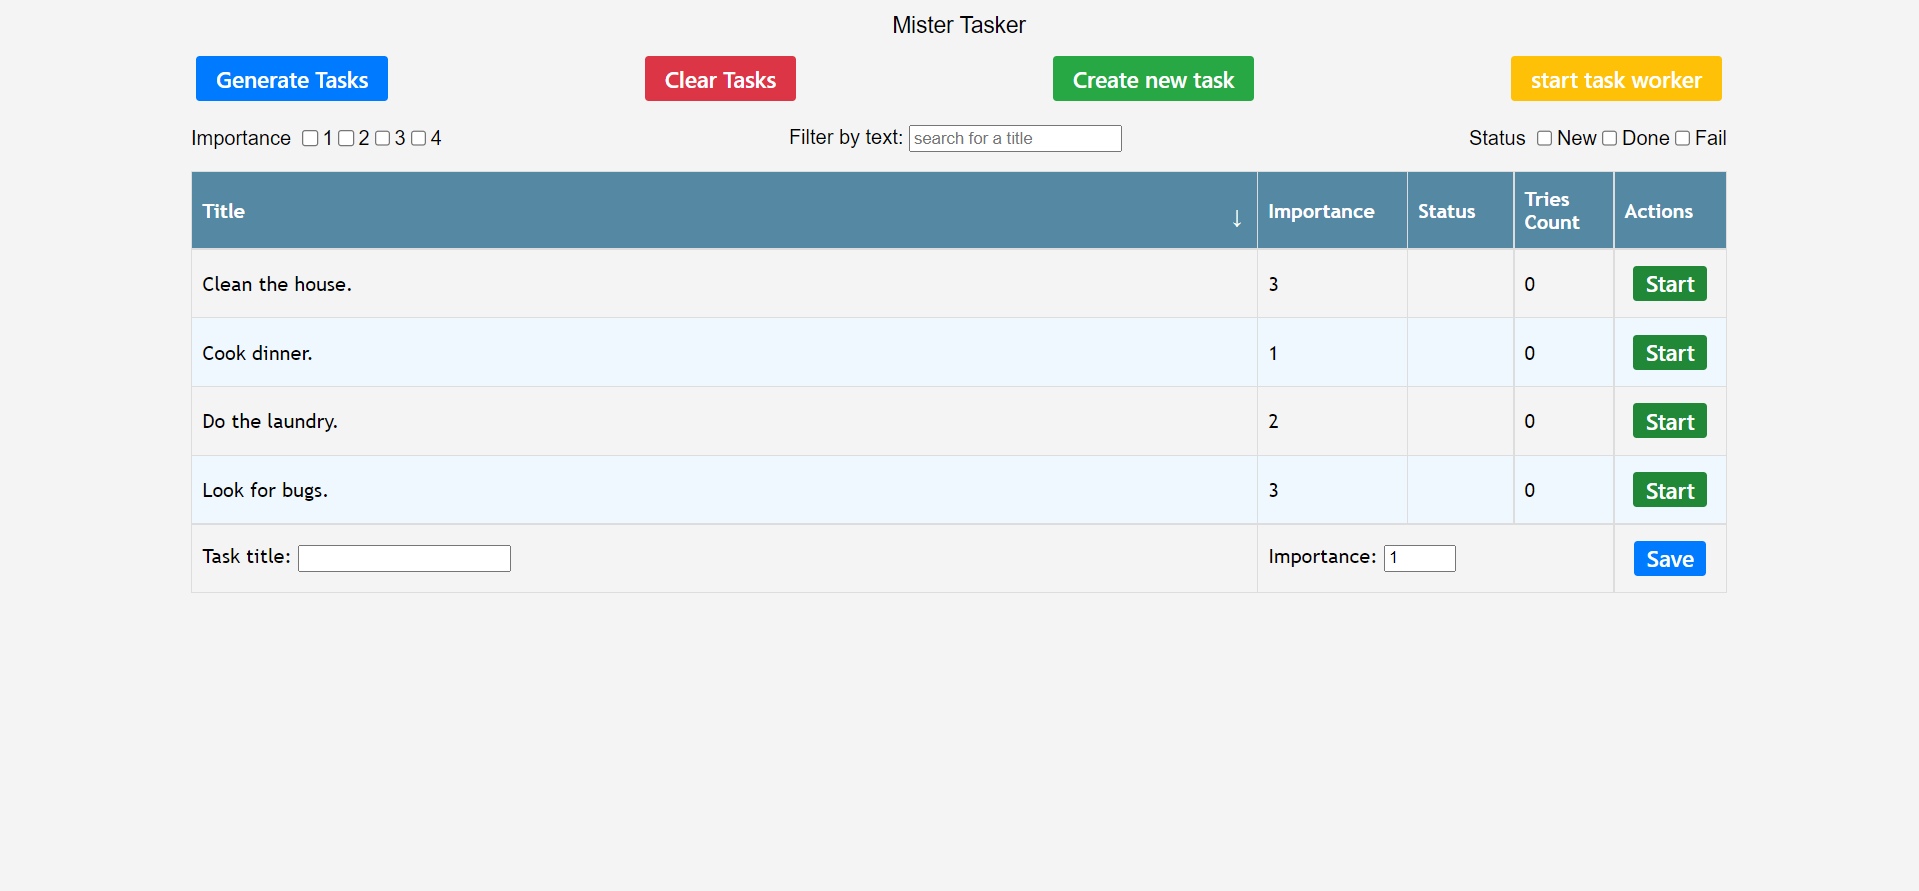 Mister Tasker
Generate Tasks Clear Tasks Create new task start task worker
Importance 1 2 3 4 Filter by text: search for a title Status New Done Fail
Title ↓ Importance Status Tries Count Actions
Clean the house. 3 0 Start
Cook dinner. 1 0 Start
Do the laundry. 2 0 Start
Look for bugs. 3 0 Start
Task title: Importance: 1 Save